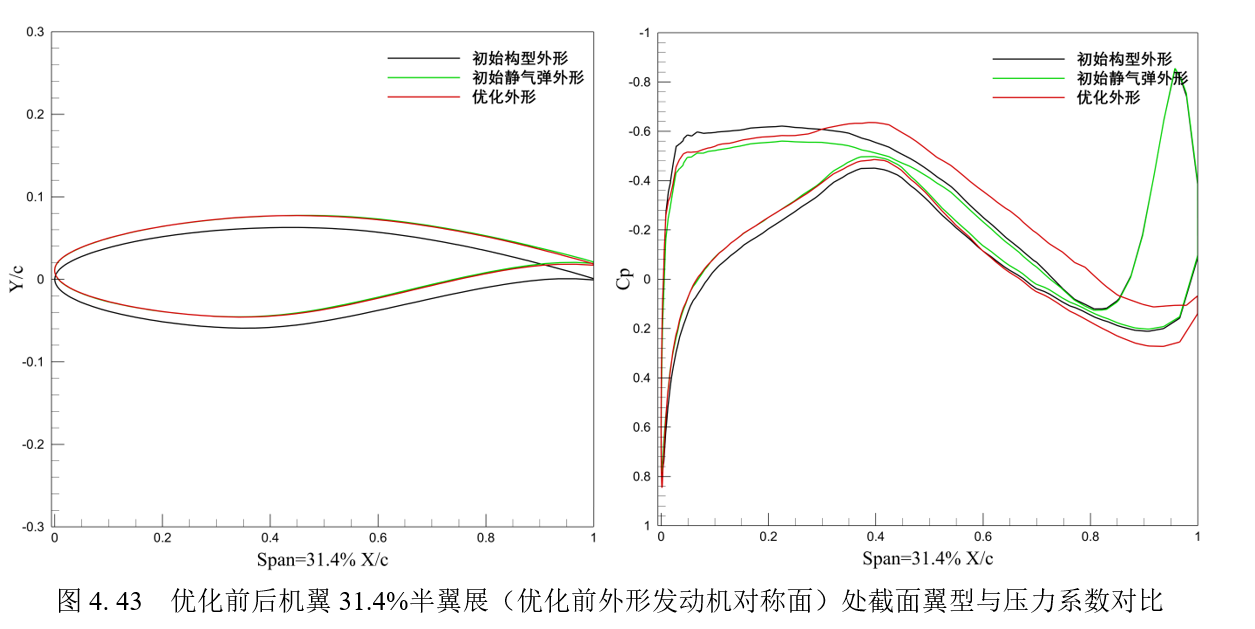 0.3
0.2
0.1
0
-0.1
-0.2
-0.3
Y/c
0 0.2 0.4 0.6 0.8 1
Span=31.4% X/c
初始构型外形
初始静气弹外形
优化外形
-1
-0.8
-0.6
-0.4
-0.2
0
0.2
0.4
0.6
0.8
1
Cp
0 0.2 0.4 0.6 0.8 1
Span=31.4% X/c
初始构型外形
初始静气弹外形
优化外形
图 4.43 优化前后机翼 31.4%半翼展（优化前外形发动机对称面）处截面翼型与压力系数对比